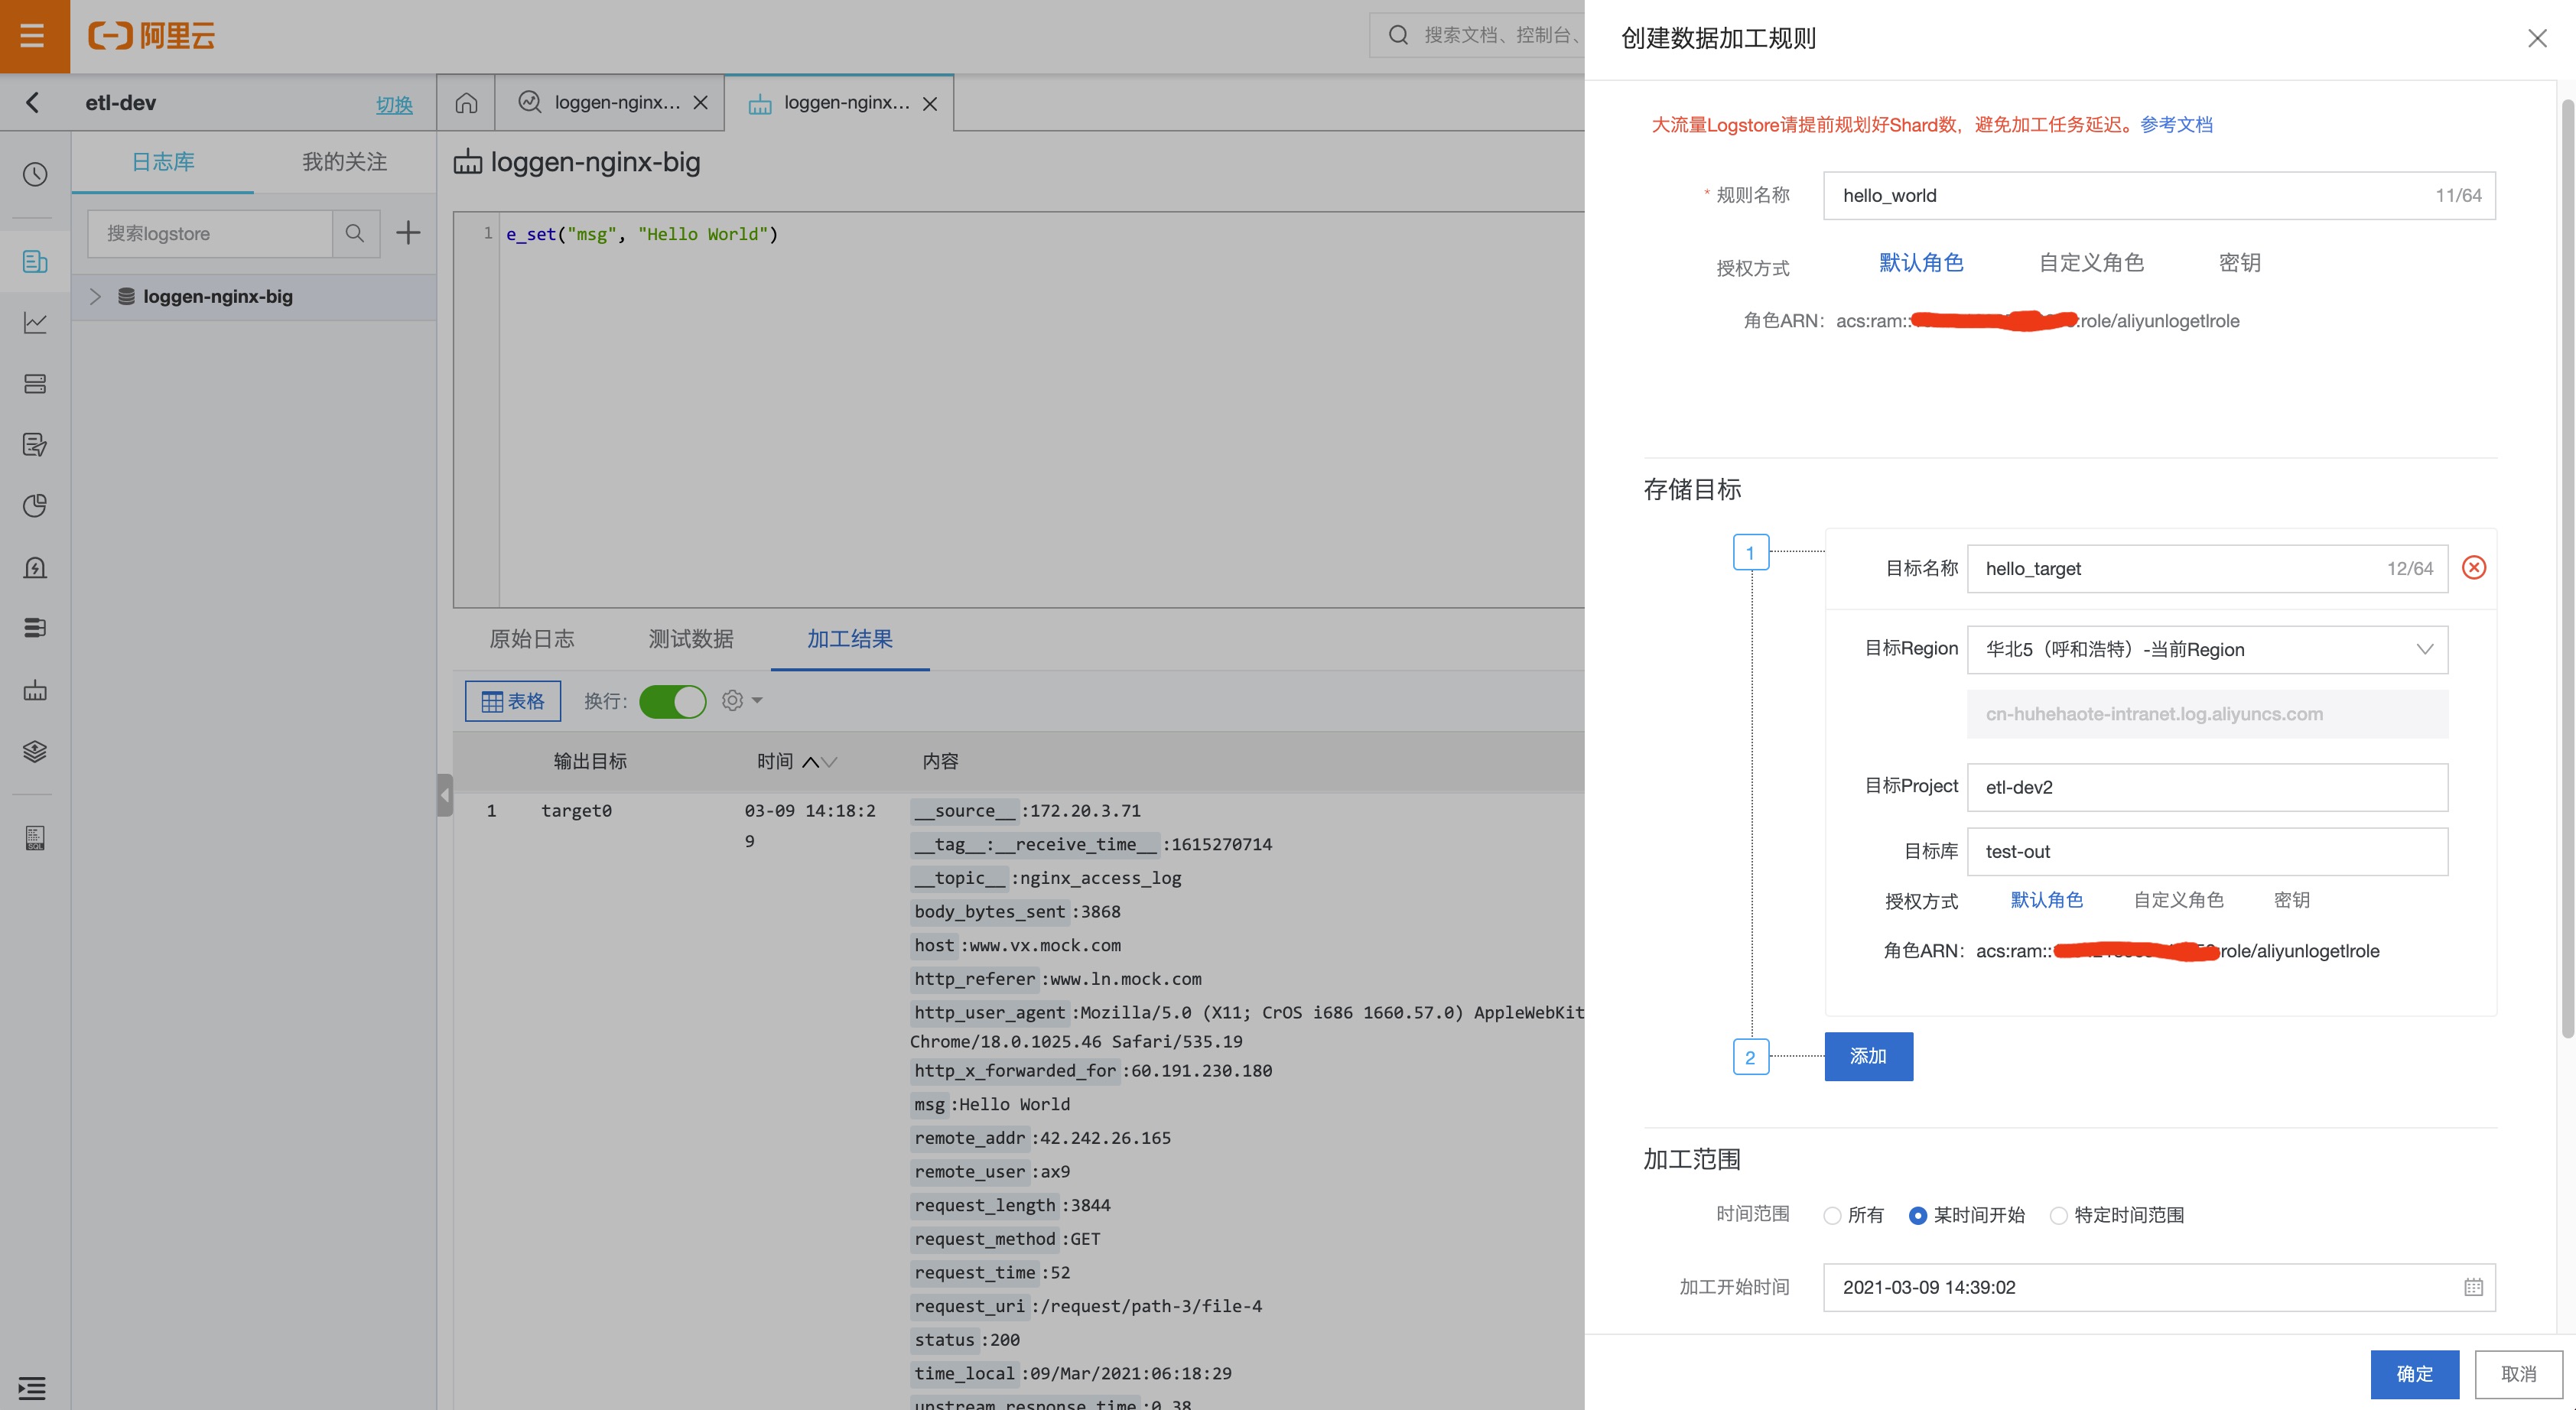 阿里云
搜索文档、控制台、
etl-dev
切换
loggen-nginx...
loggen-nginx...
日志库
我的关注
搜索logstore
loggen-nginx-big
loggen-nginx-big
1
e_set("msg", "Hello World")
原始日志
测试数据
加工结果
表格
换行:
输出目标
时间
内容
1
target0
03-09 14:18:2
9
__source__ :172.20.3.71
__tag__:__receive_time__ :1615270714
__topic__ :nginx_access_log
body_bytes_sent :3868
host :www.vx.mock.com
http_referer :www.ln.mock.com
http_user_agent :Mozilla/5.0 (X11; CrOS i686 1660.57.0) AppleWebKit
Chrome/18.0.1025.46 Safari/535.19
http_x_forwarded_for :60.191.230.180
msg :Hello World
remote_addr :42.242.26.165
remote_user :ax9
request_length :3844
request_method :GET
request_time :52
request_uri :/request/path-3/file-4
status :200
time_local :09/Mar/2021:06:18:29
upstream_response_time :0.38
SQL
创建数据加工规则
大流量Logstore请提前规划好Shard数，避免加工任务延迟。参考文档
* 规则名称
hello_world
11/64
授权方式
默认角色
自定义角色
密钥
角色ARN：
acs:ram:: :role/aliyunlogetlrole
存储目标
1
目标名称
hello_target
12/64
目标Region
华北5（呼和浩特）-当前Region
cn-huhehaote-intranet.log.aliyuncs.com
目标Project
etl-dev2
目标库
test-out
授权方式
默认角色
自定义角色
密钥
角色ARN：
acs:ram:: role/aliyunlogetlrole
2
添加
加工范围
时间范围
所有
某时间开始
特定时间范围
加工开始时间
2021-03-09 14:39:02
确定
取消